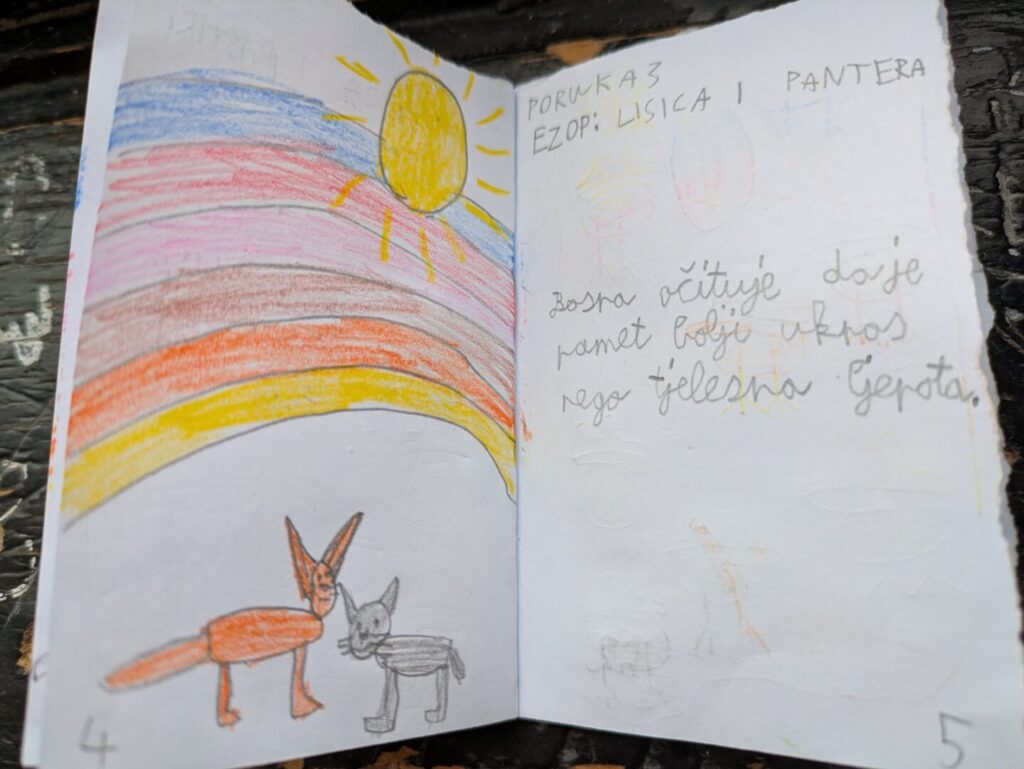 PORUKA 3
EZOP: LISICA I PANTERA
Basna očituje da je
pamet bolji ukras
nego tjelesna ljepota.
4
5